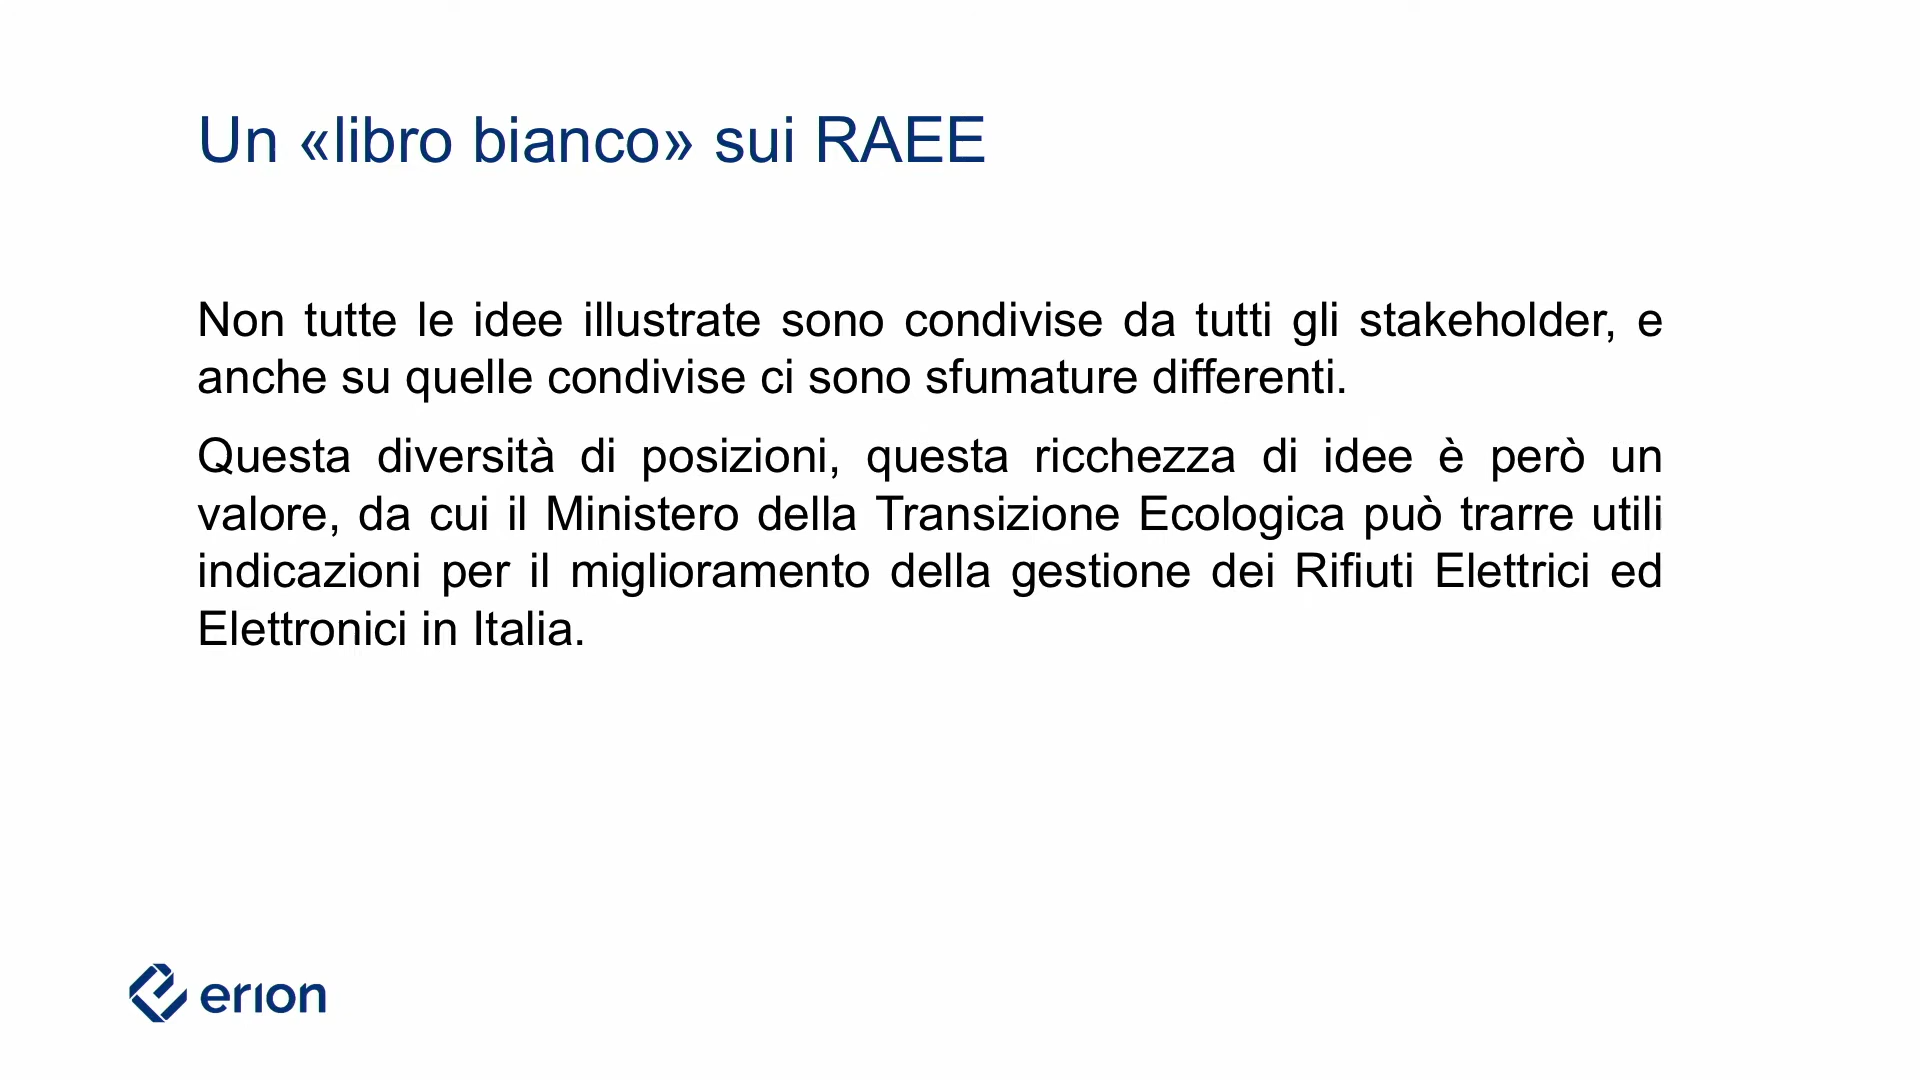 Un «libro bianco» sui RAEE
Non tutte le idee illustrate sono condivise da tutti gli stakeholder, e
anche su quelle condivise ci sono sfumature differenti.
Questa diversità di posizioni, questa ricchezza di idee è però un
valore, da cui il Ministero della Transizione Ecologica può trarre utili
indicazioni per il miglioramento della gestione dei Rifiuti Elettrici ed
Elettronici in Italia.
erion